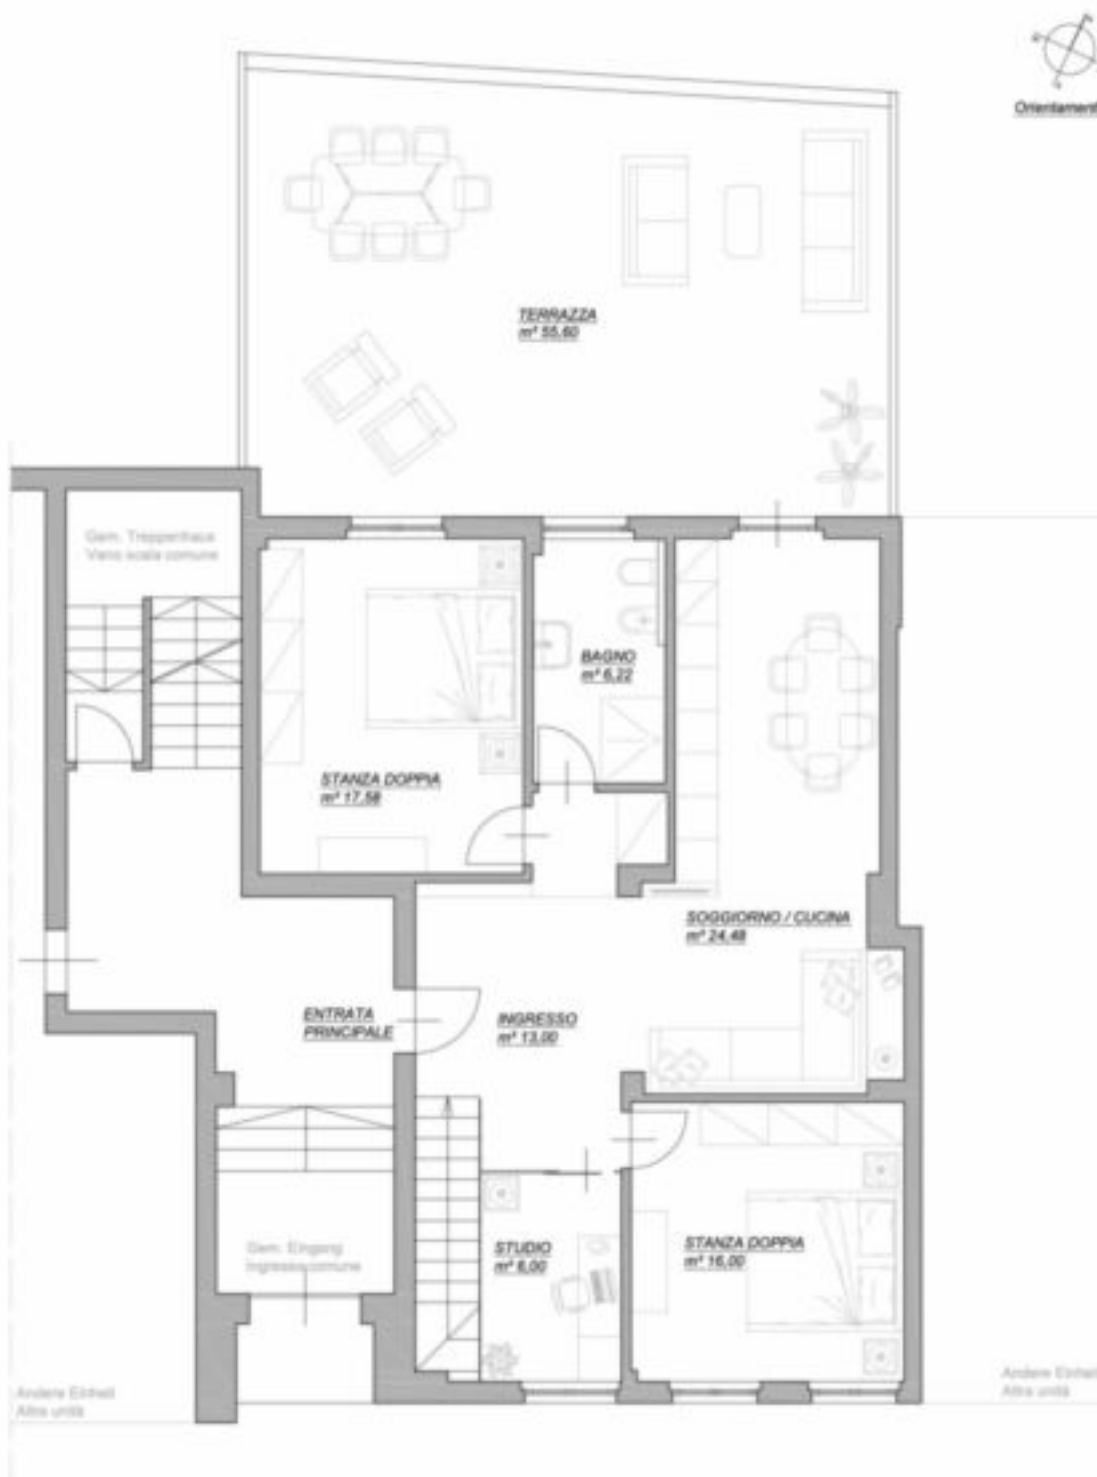 Orientament
TERRAZZA
m² 55,60
Gem. Treppenhaus
Vano scala comune
BAGNO
m² 6,22
STANZA DOPPIA
m² 17,58
SOGGIORNO / CUCINA
m² 24,48
ENTRATA
PRINCIPALE
INGRESSO
m² 13,00
STUDIO
m² 6,00
STANZA DOPPIA
m² 16,00
Gem. Eingang
Ingresso comune
Andere Einheit
Altra unità
Andere Einheit
Altra unità